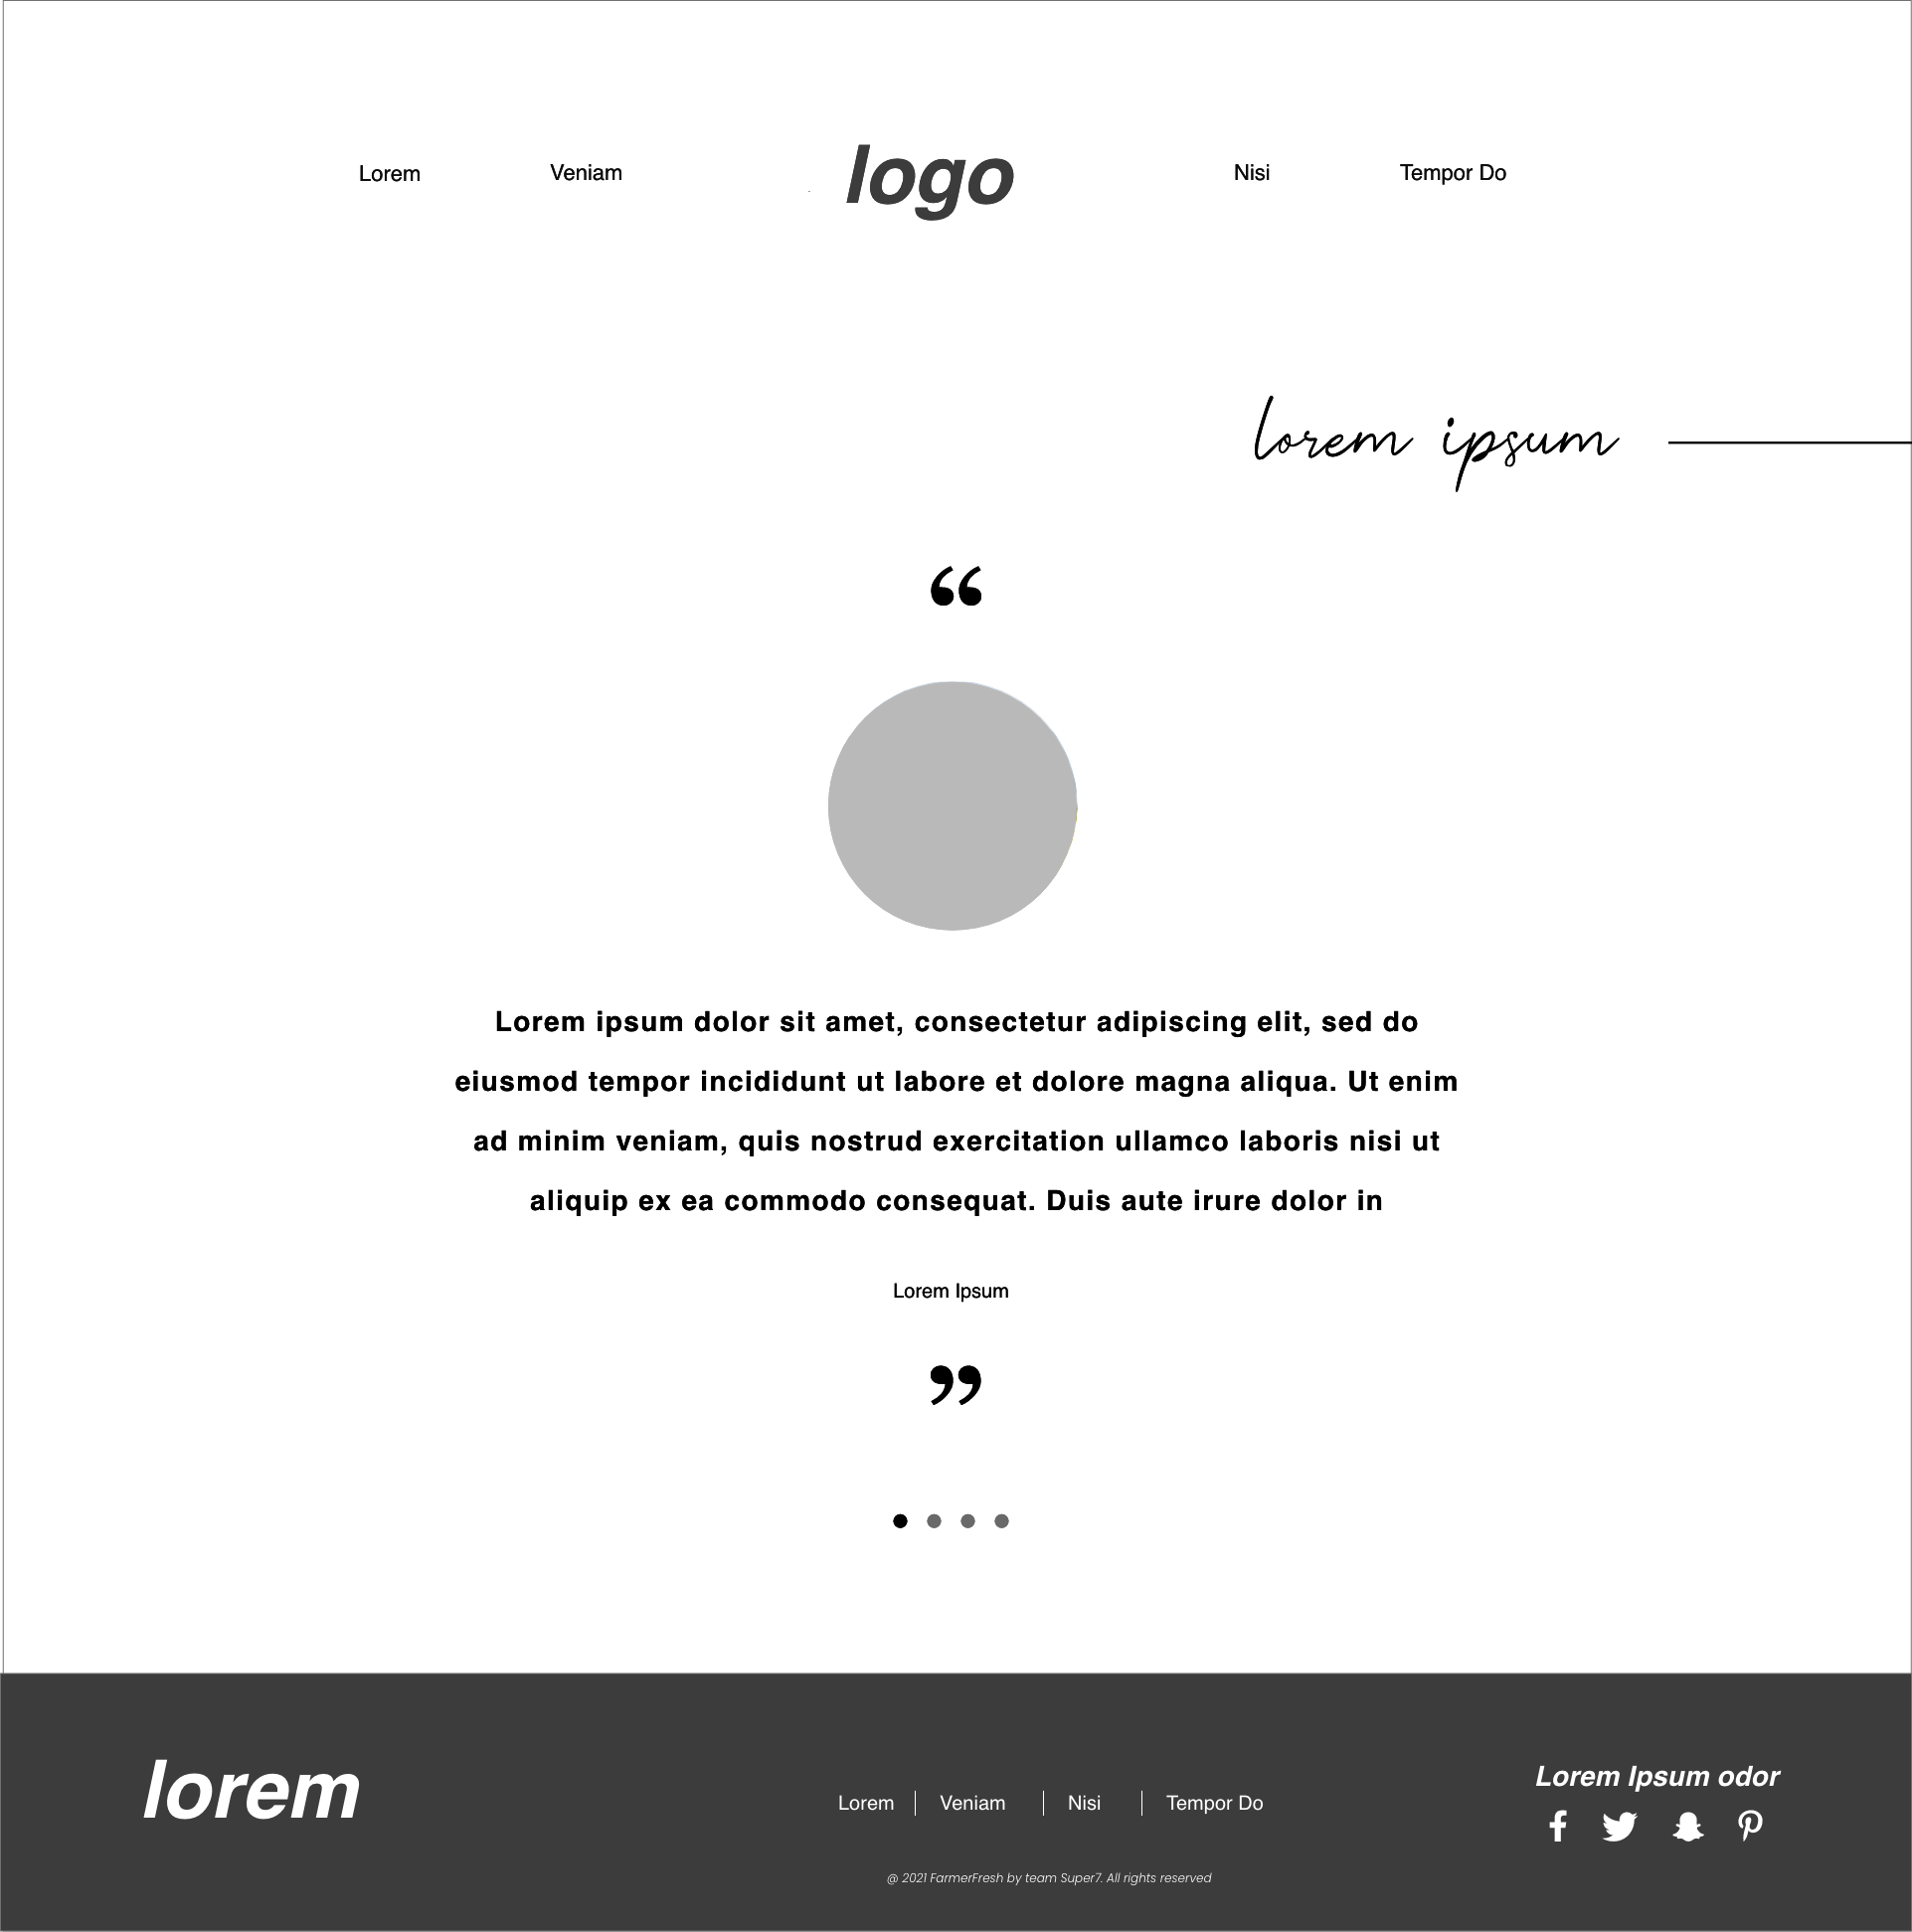 Lorem Veniam logo Nisi Tempor Do
lorem ipsum
“
Lorem ipsum dolor sit amet, consectetur adipiscing elit, sed do
eiusmod tempor incididunt ut labore et dolore magna aliqua. Ut enim
ad minim veniam, quis nostrud exercitation ullamco laboris nisi ut
aliquip ex ea commodo consequat. Duis aute irure dolor in
Lorem Ipsum
”
lorem
Lorem | Veniam | Nisi | Tempor Do
Lorem Ipsum odor
@ 2021 FarmerFresh by team Super7. All rights reserved